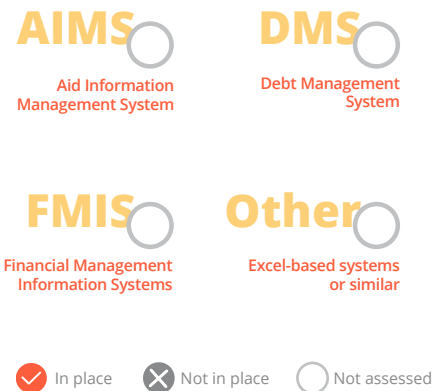 AIMS
Aid Information
Management System
DMS
Debt Management
System
FMIS
Financial Management
Information Systems
Other
Excel-based systems
or similar
In place
Not in place
Not assessed